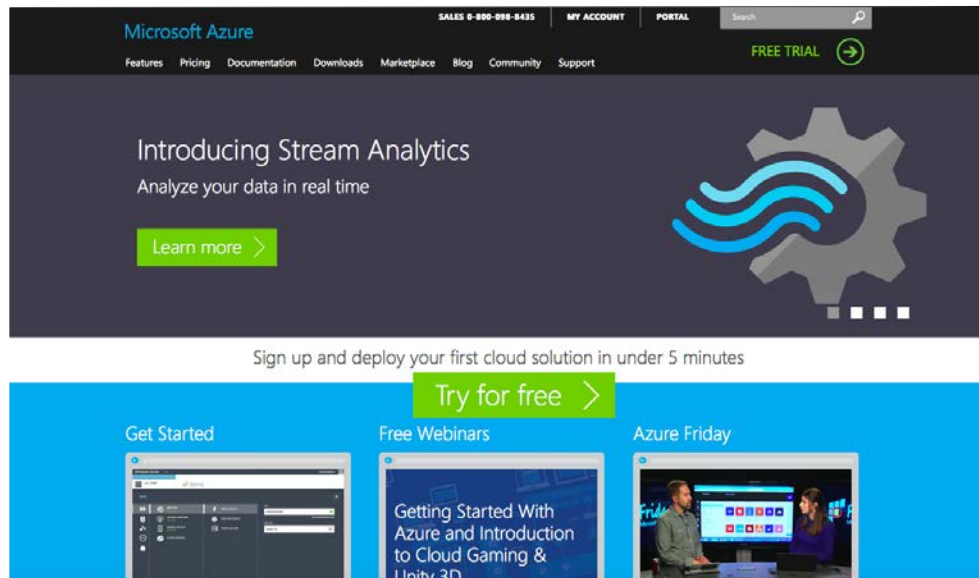 SALES 0-800-098-8435 MY ACCOUNT PORTAL Search
Microsoft Azure
FREE TRIAL
Features Pricing Documentation Downloads Marketplace Blog Community Support
Introducing Stream Analytics
Analyze your data in real time
Learn more
Sign up and deploy your first cloud solution in under 5 minutes
Try for free
Get Started
Free Webinars
Azure Friday
Getting Started With
Azure and Introduction
to Cloud Gaming &
Unity 3D